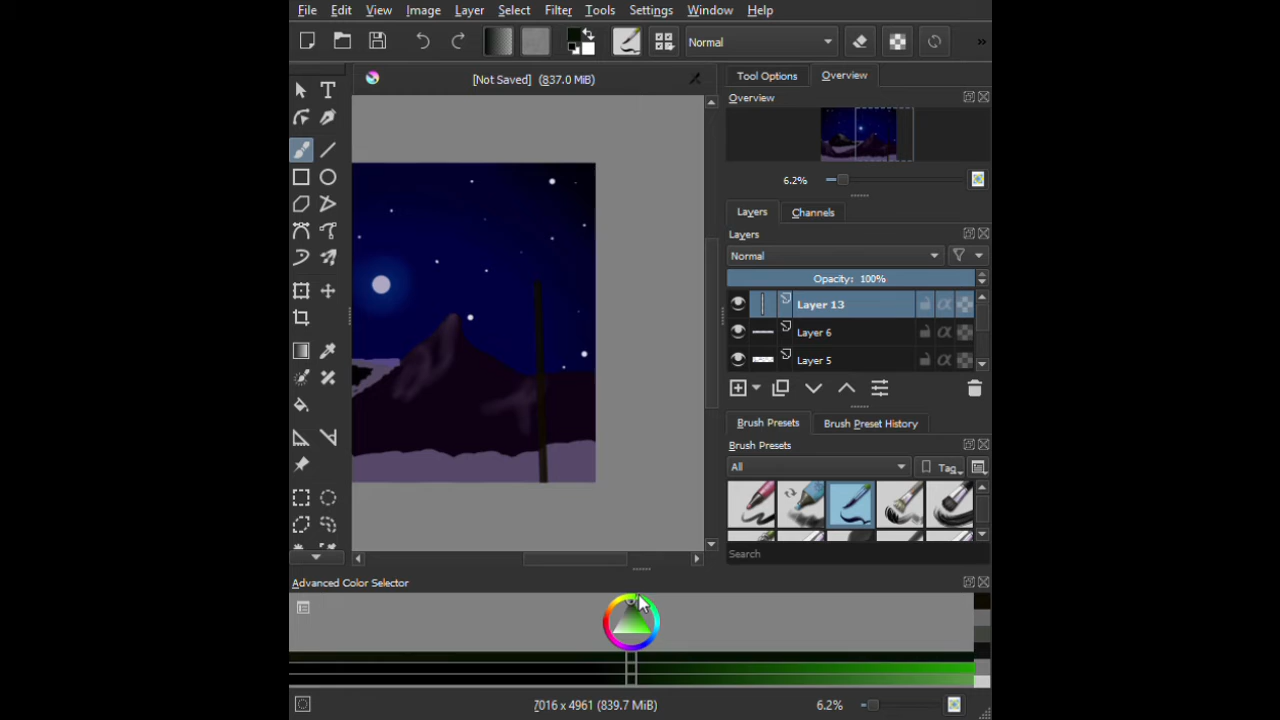 File Edit View Image Layer Select Filter Tools Settings Window Help
Normal »
[Not Saved] (837.0 MiB)
Tool Options Overview
Overview
6.2%
Layers Channels
Layers
Normal
Opacity: 100%
Layer 13
Layer 6
Layer 5
Brush Presets Brush Preset History
Brush Presets
All Tag
Search
Advanced Color Selector
7016 x 4961 (839.7 MiB) 6.2%